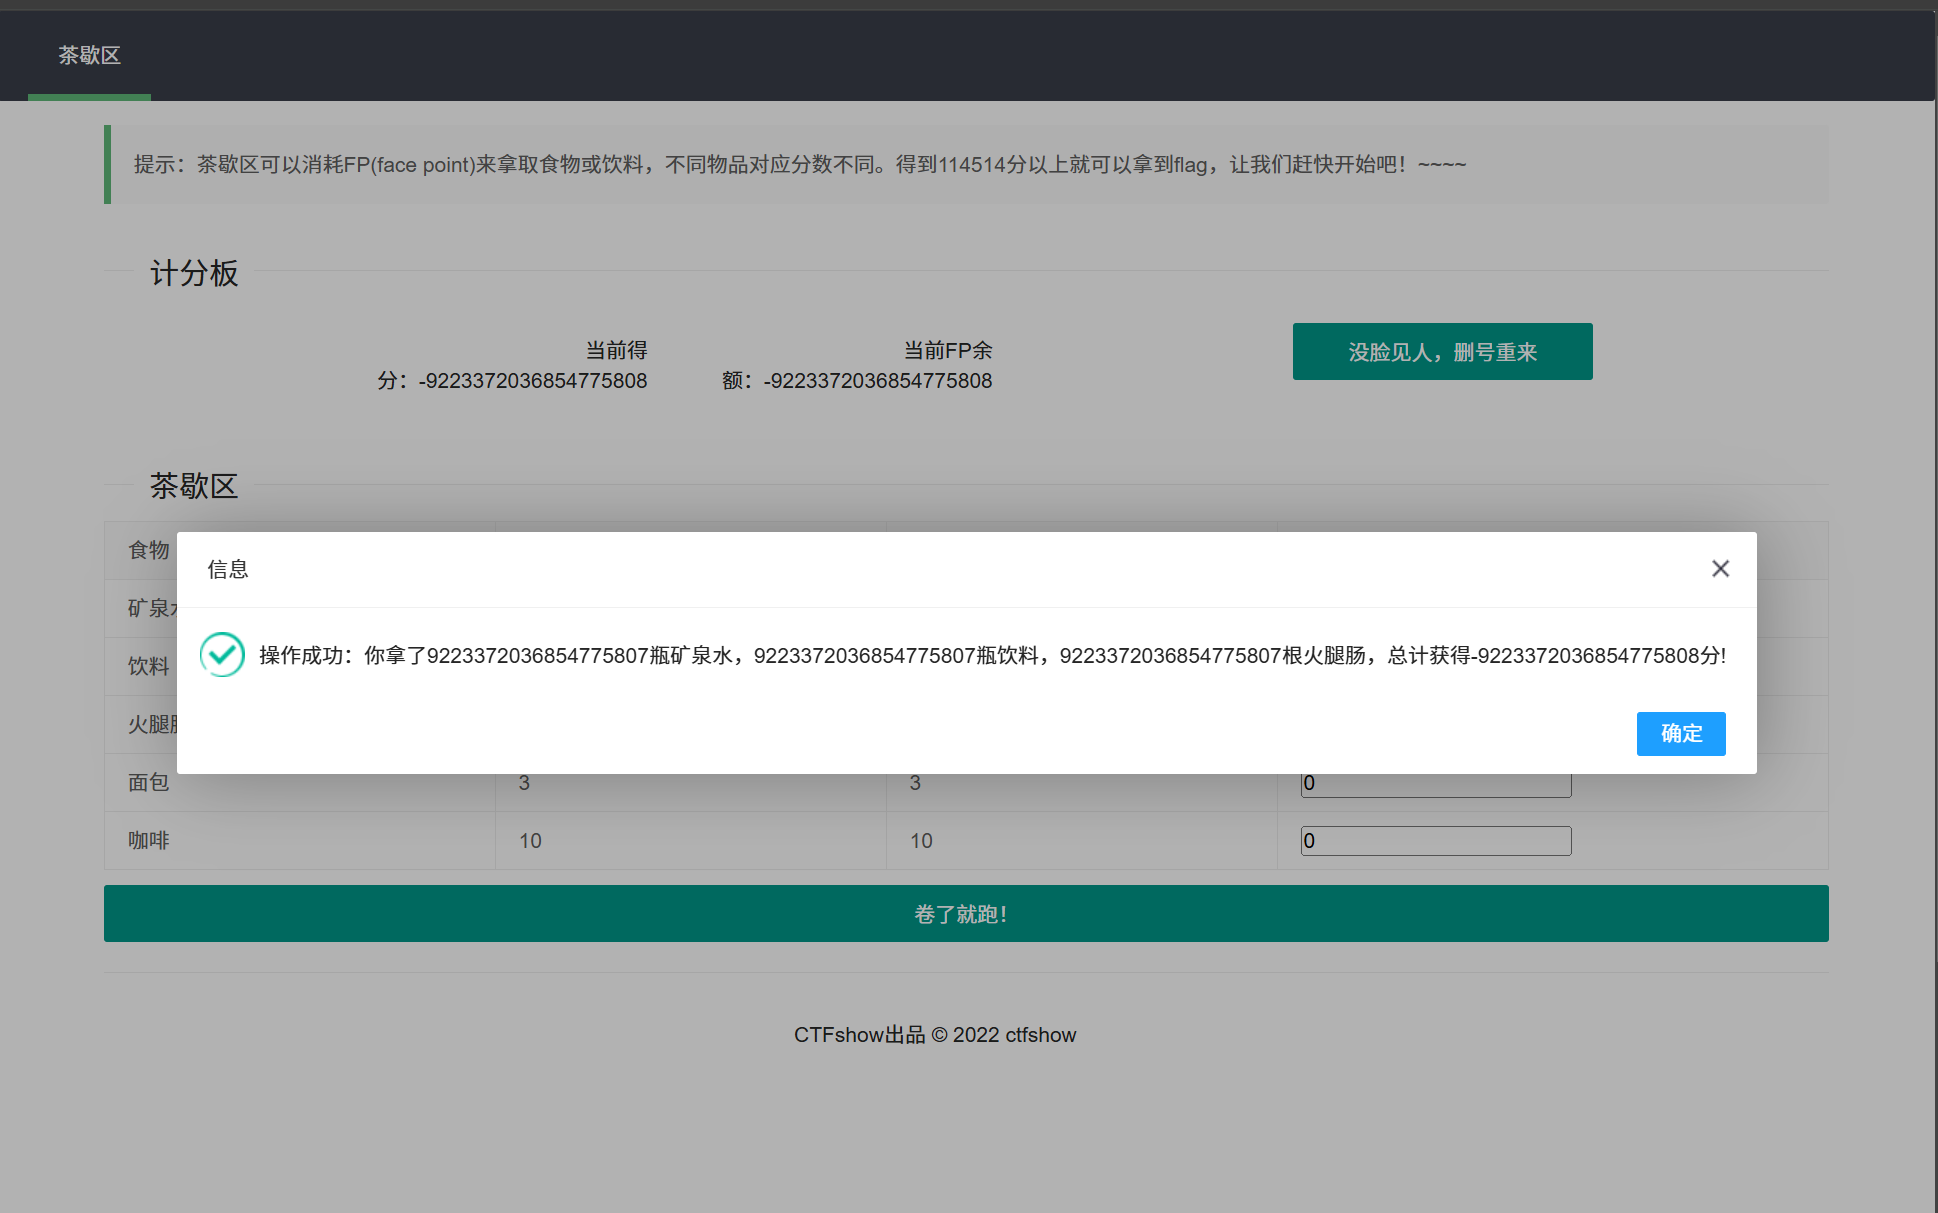 茶歇区
提示：茶歇区可以消耗FP(face point)来拿取食物或饮料，不同物品对应分数不同。得到114514分以上就可以拿到flag，让我们赶快开始吧！~~~~
计分板
当前得
分：-9223372036854775808
当前FP余
额：-9223372036854775808
没脸见人，删号重来
茶歇区
食物
信息
矿泉
操作成功：你拿了9223372036854775807瓶矿泉水，9223372036854775807瓶饮料，9223372036854775807根火腿肠，总计获得-9223372036854775808分!
饮料
火腿
确定
面包 3 3 0
咖啡 10 10 0
卷了就跑！
CTFshow出品 © 2022 ctfshow